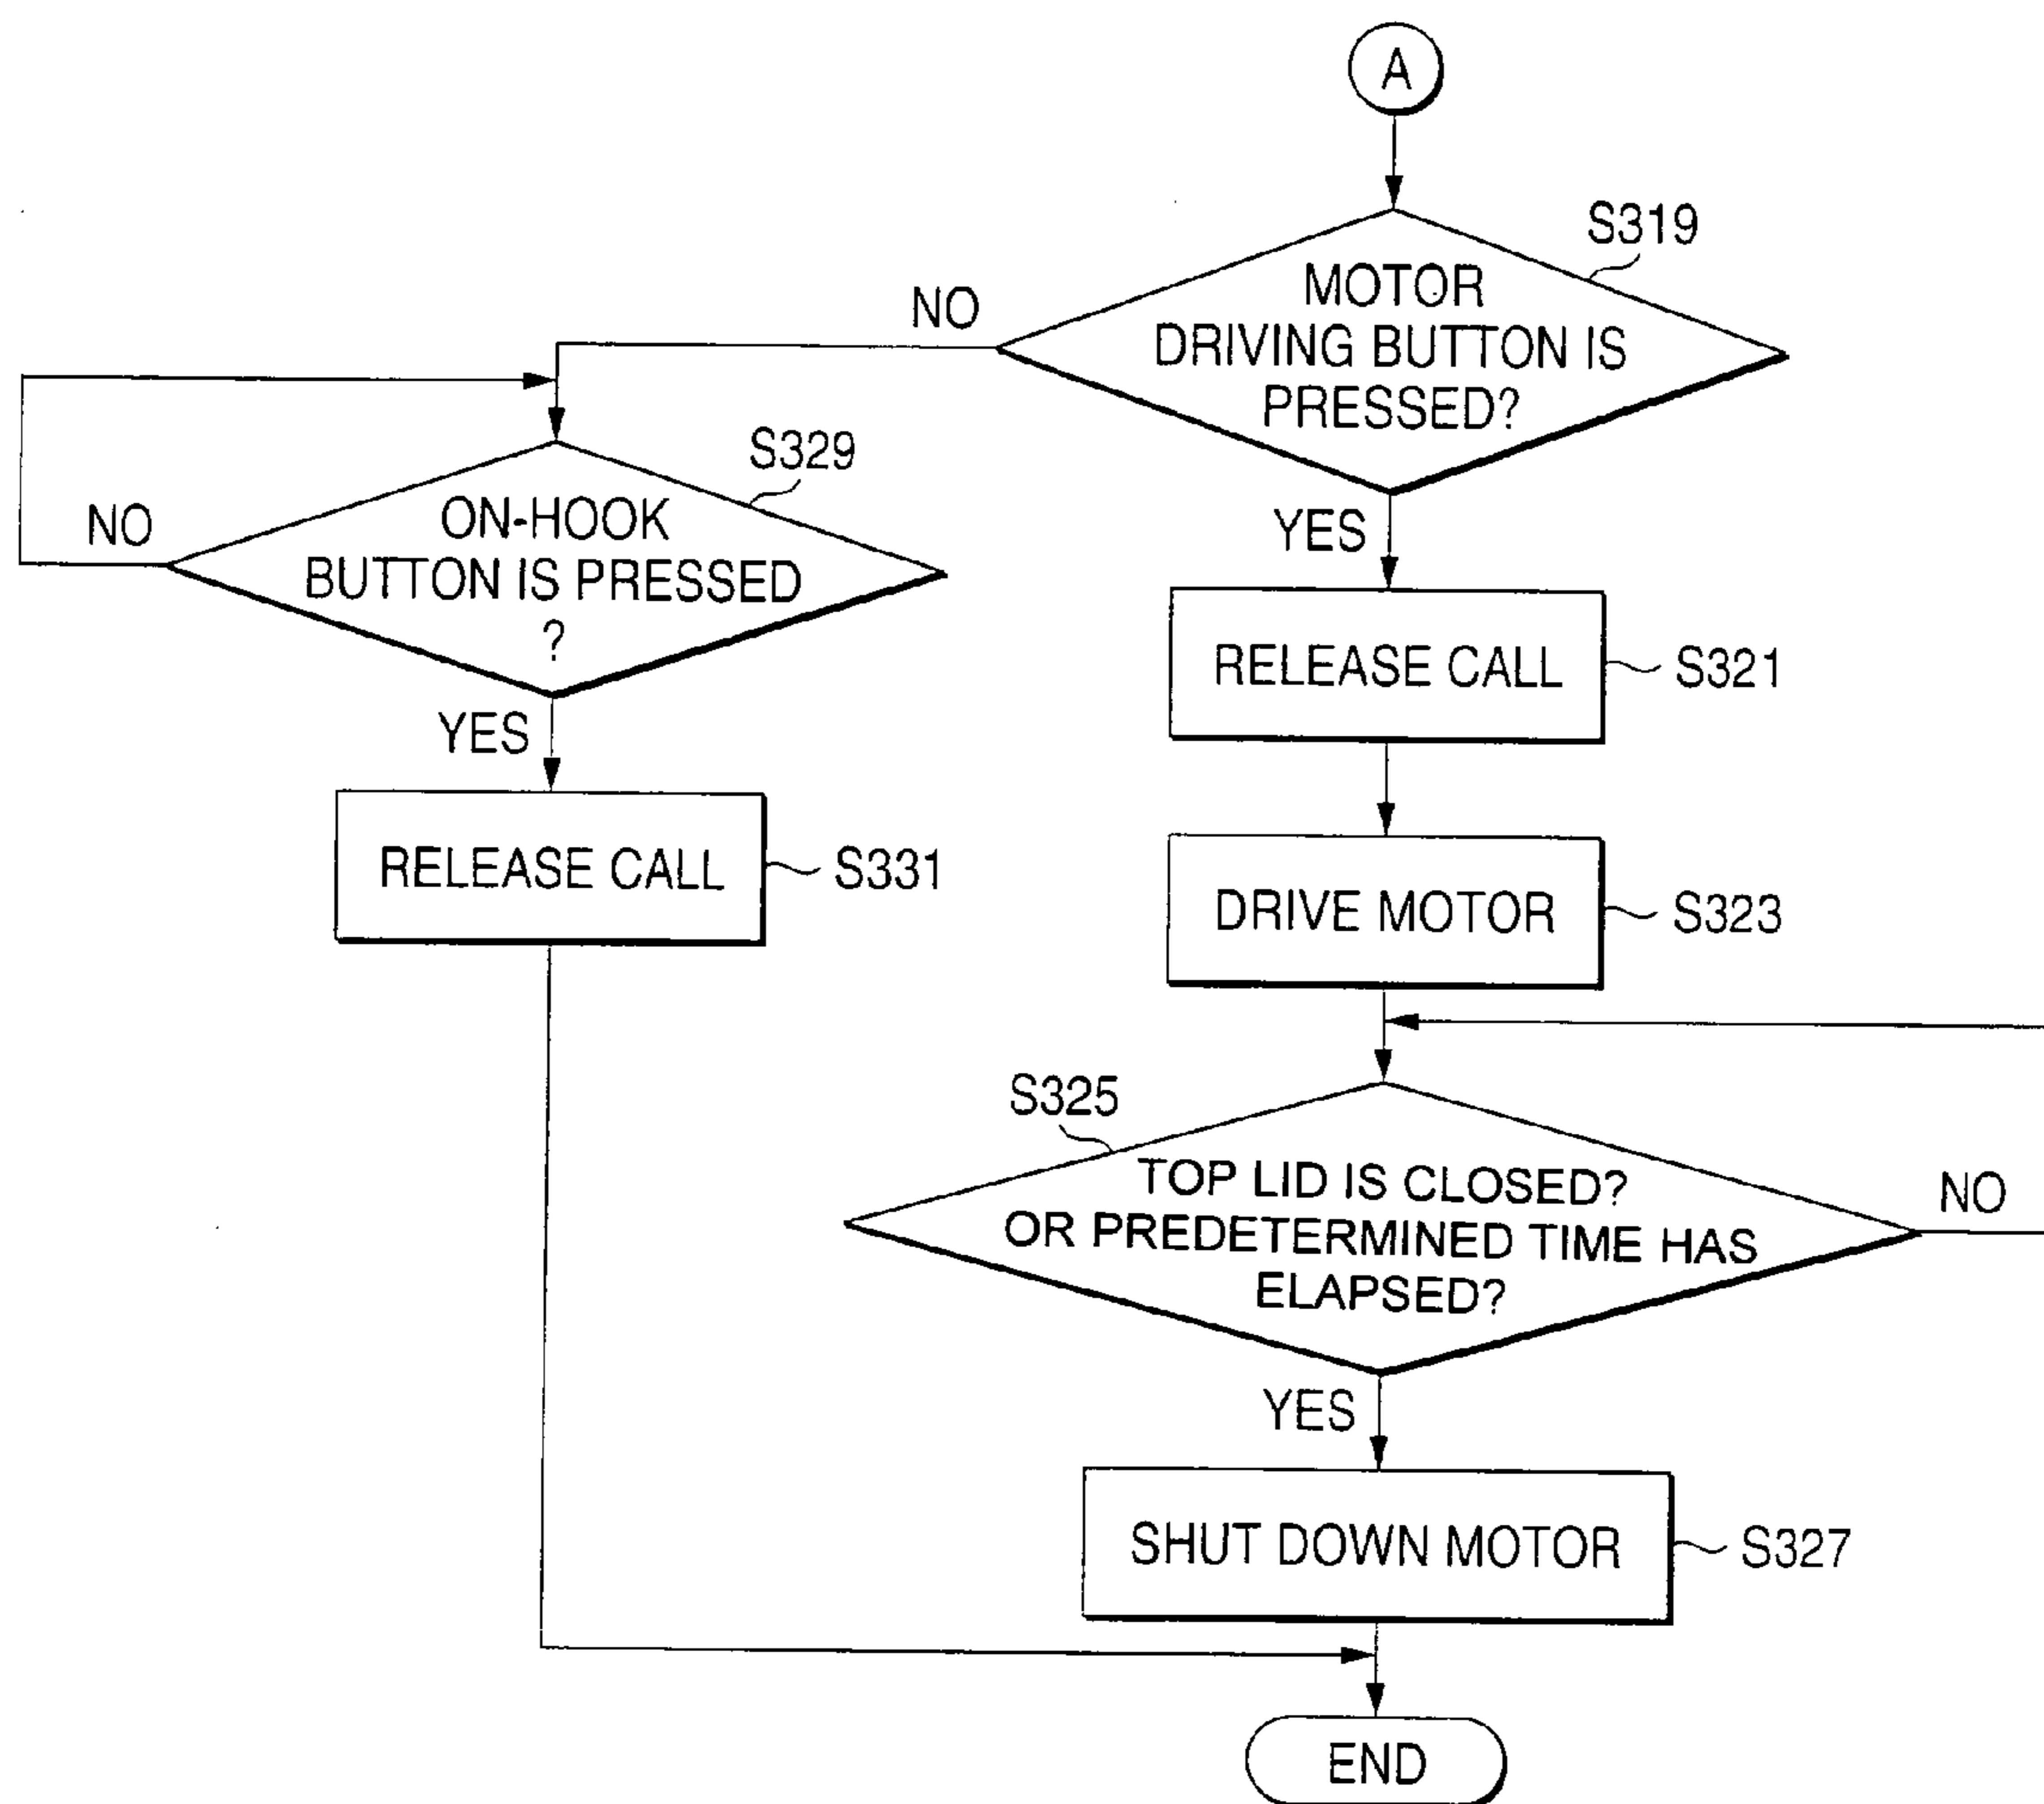 A
S319
MOTOR
DRIVING BUTTON IS
PRESSED?
NO
YES
S329
ON-HOOK
BUTTON IS PRESSED
?
NO
YES
RELEASE CALL
S321
RELEASE CALL
S331
DRIVE MOTOR
S323
S325
TOP LID IS CLOSED?
OR PREDETERMINED TIME HAS
ELAPSED?
NO
YES
SHUT DOWN MOTOR
S327
END